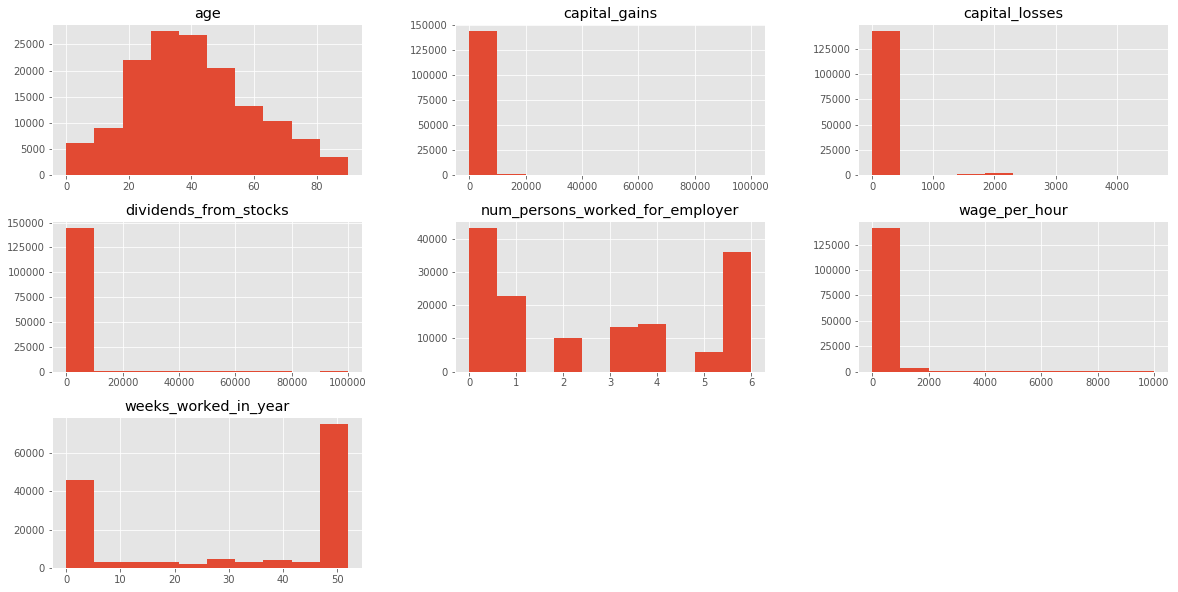 age
25000
20000
15000
10000
5000
0
0 20 40 60 80
capital_gains
150000
125000
100000
75000
50000
25000
0
0 20000 40000 60000 80000 100000
capital_losses
125000
100000
75000
50000
25000
0
0 1000 2000 3000 4000
dividends_from_stocks
150000
125000
100000
75000
50000
25000
0
0 20000 40000 60000 80000 100000
num_persons_worked_for_employer
40000
30000
20000
10000
0
0 1 2 3 4 5 6
wage_per_hour
125000
100000
75000
50000
25000
0
0 2000 4000 6000 8000 10000
weeks_worked_in_year
60000
40000
20000
0
0 10 20 30 40 50